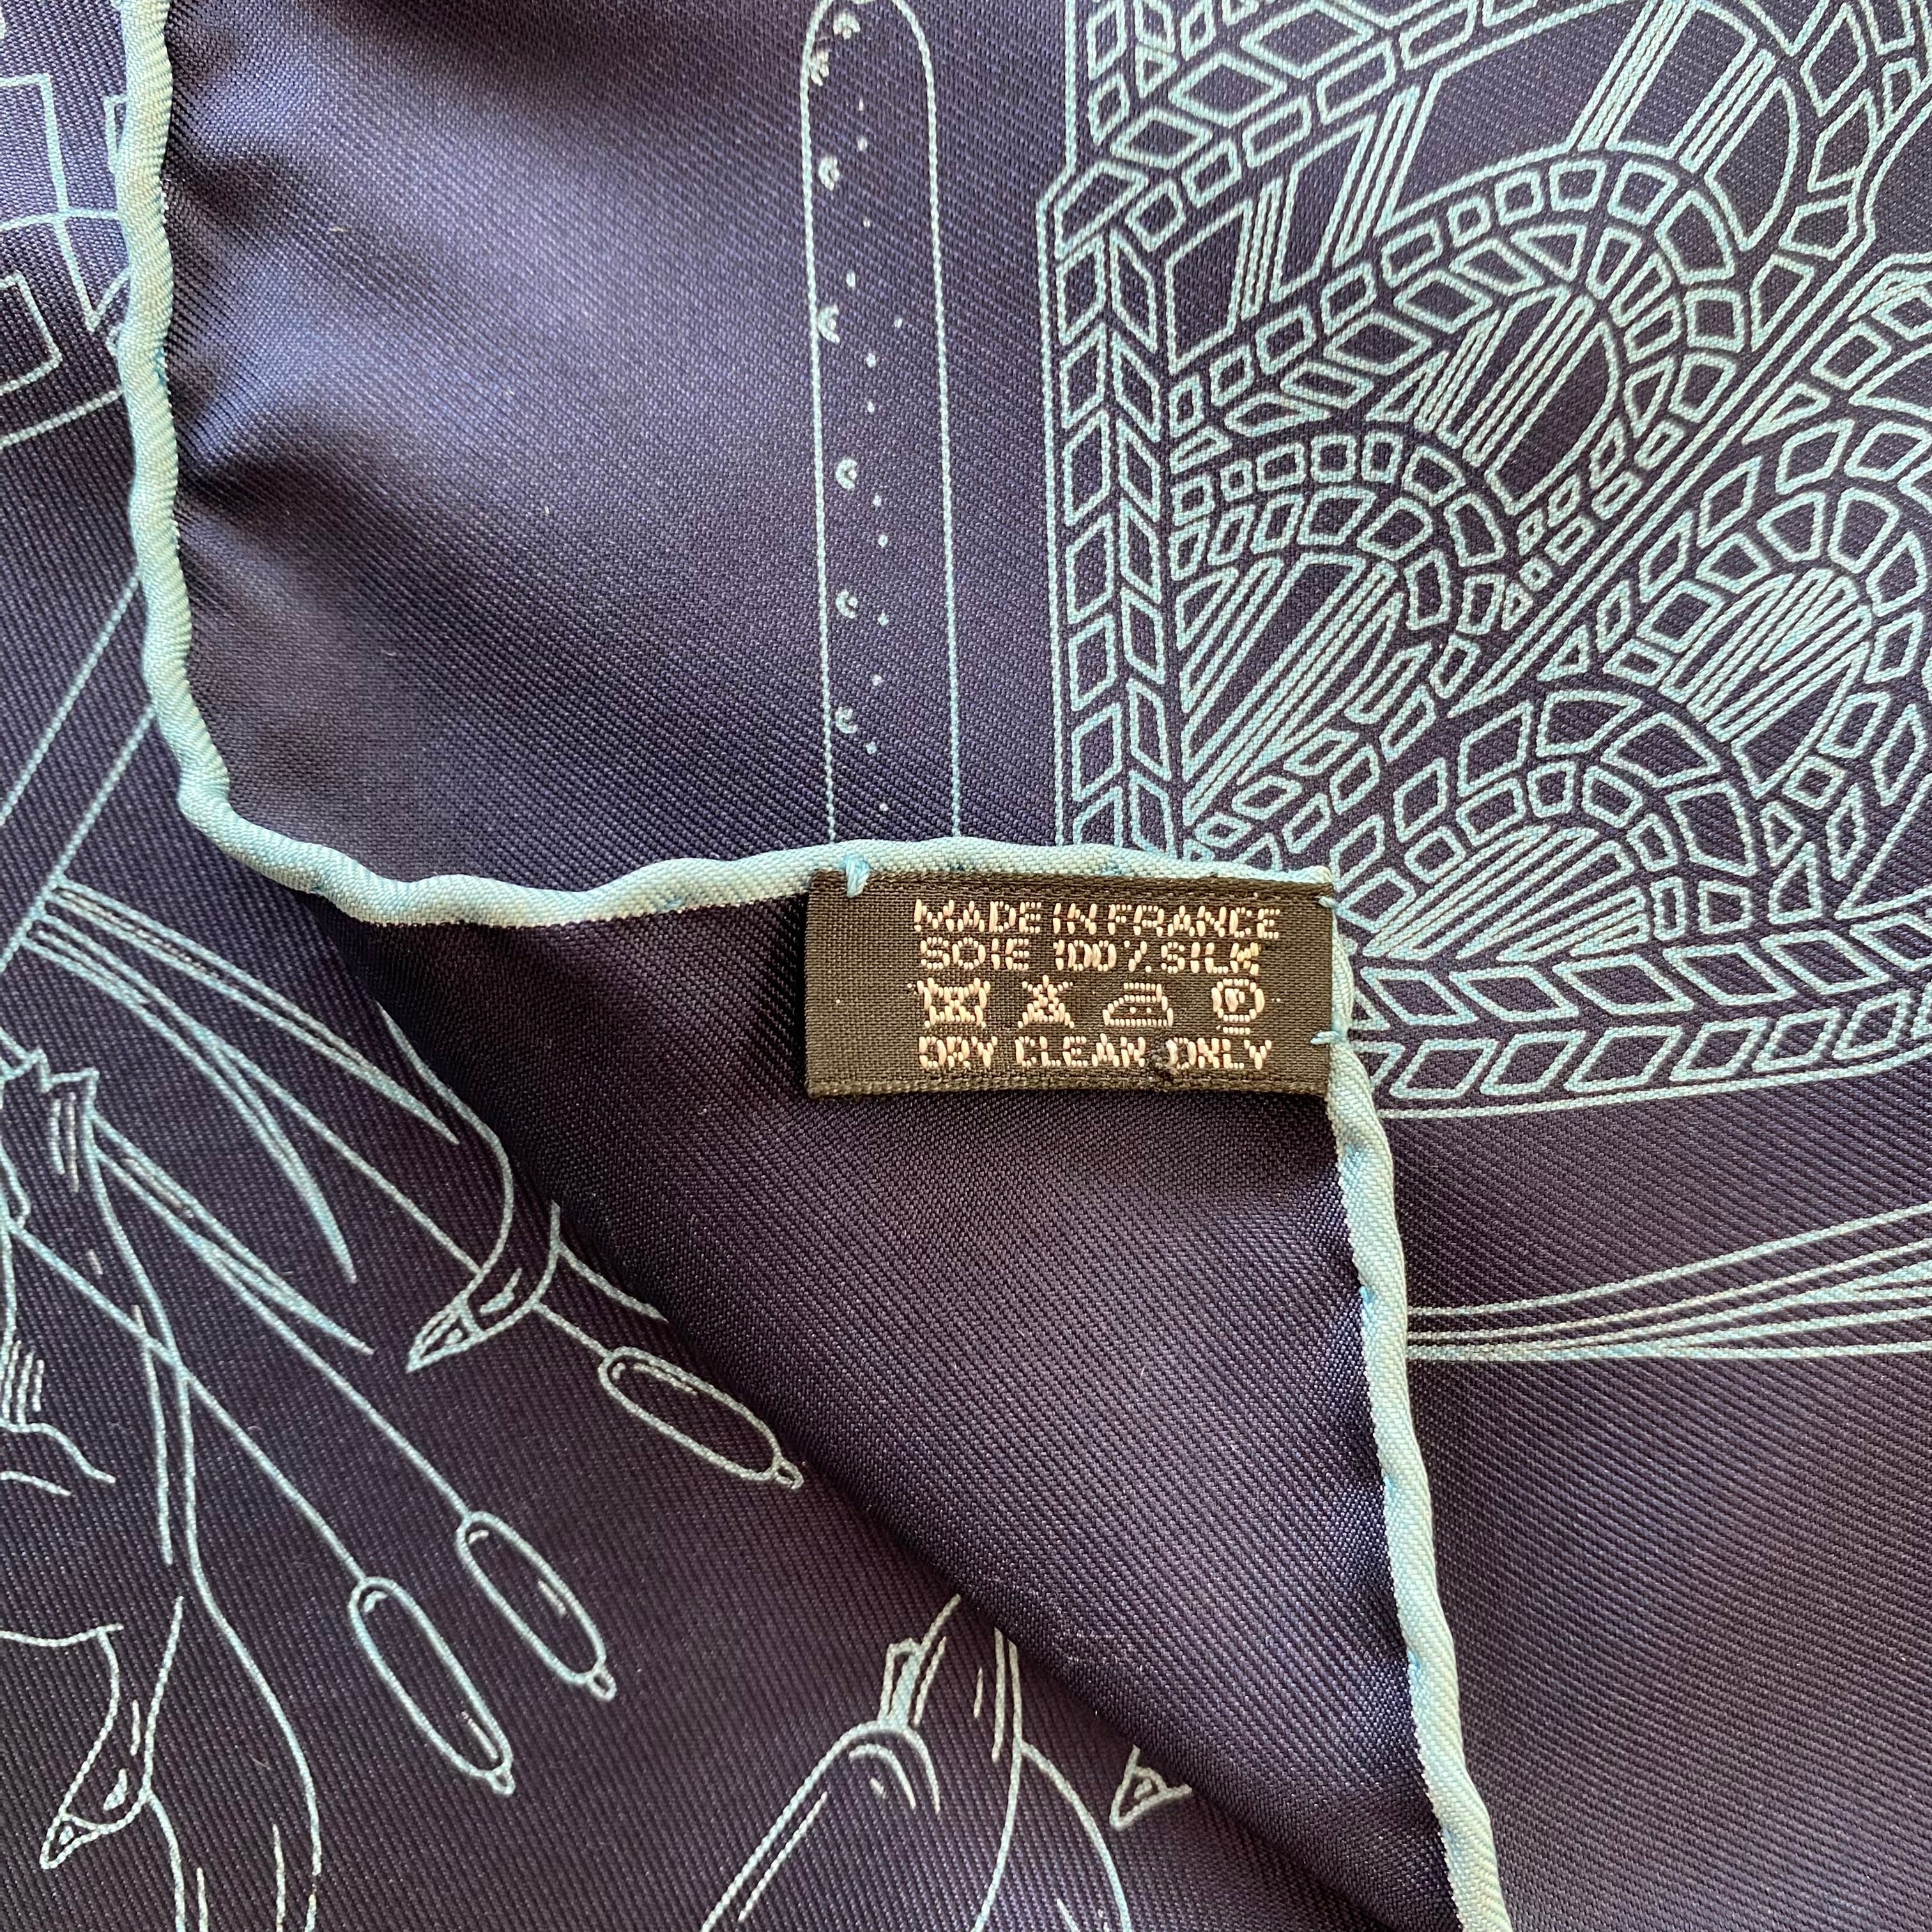 MADE IN FRANCE
SOIE 100% SILK
DRY CLEAN ONLY